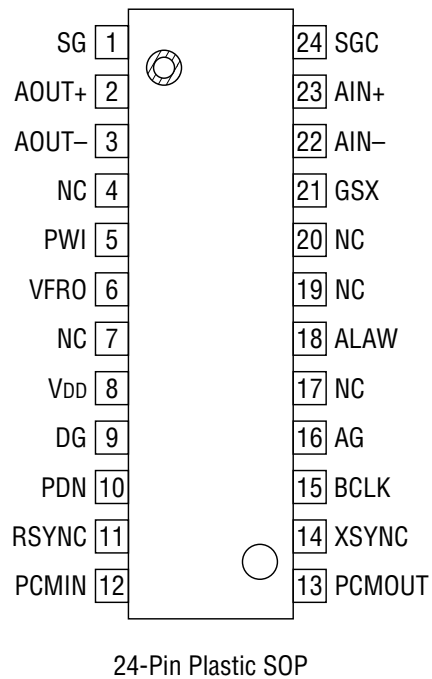 SG 1 24 SGC
AOUT+ 2 23 AIN+
AOUT– 3 22 AIN–
NC 4 21 GSX
PWI 5 20 NC
VFRO 6 19 NC
NC 7 18 ALAW
VDD 8 17 NC
DG 9 16 AG
PDN 10 15 BCLK
RSYNC 11 14 XSYNC
PCMIN 12 13 PCMOUT
24-Pin Plastic SOP